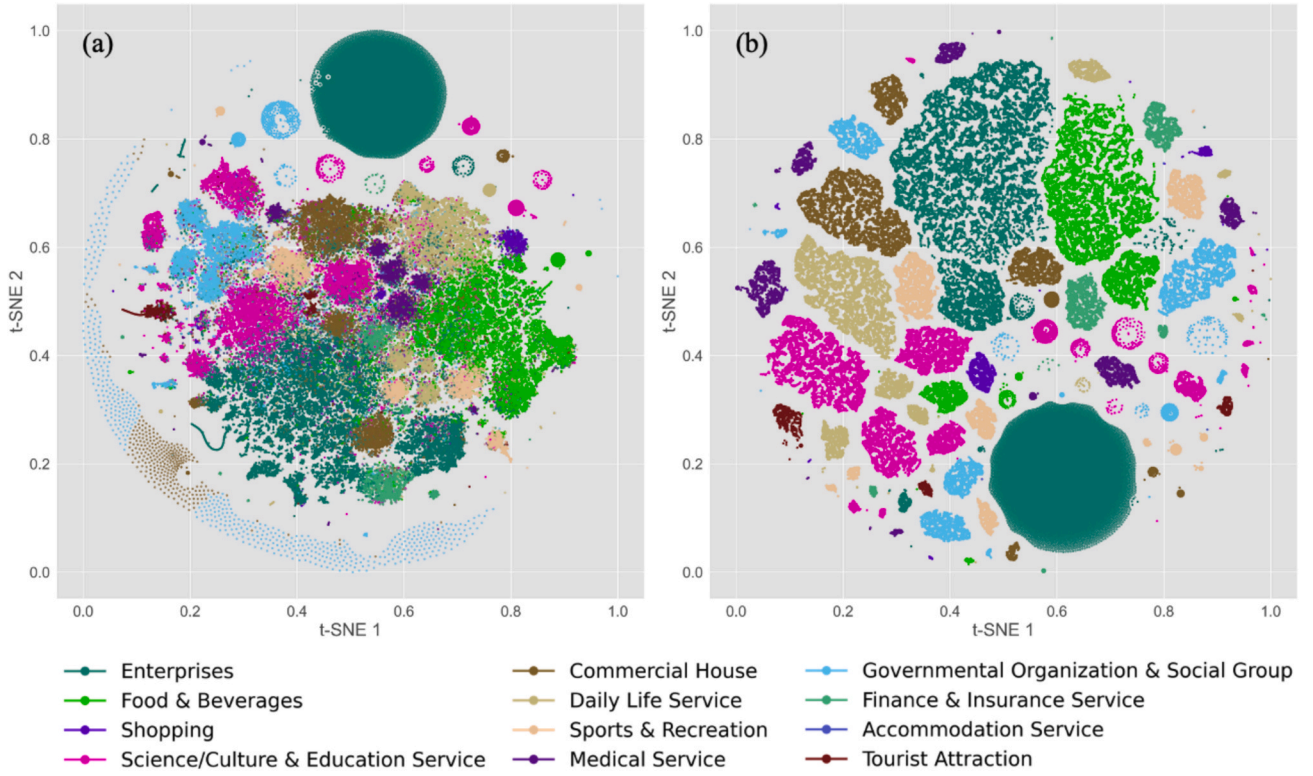 (a)
(b)
1.0
0.8
0.6
0.4
0.2
0.0
t-SNE 2
0.0
0.2
0.4
0.6
0.8
1.0
t-SNE 1
1.0
0.8
0.6
0.4
0.2
0.0
t-SNE 2
0.0
0.2
0.4
0.6
0.8
1.0
t-SNE 1
Enterprises
Food & Beverages
Shopping
Science/Culture & Education Service
Commercial House
Daily Life Service
Sports & Recreation
Medical Service
Governmental Organization & Social Group
Finance & Insurance Service
Accommodation Service
Tourist Attraction